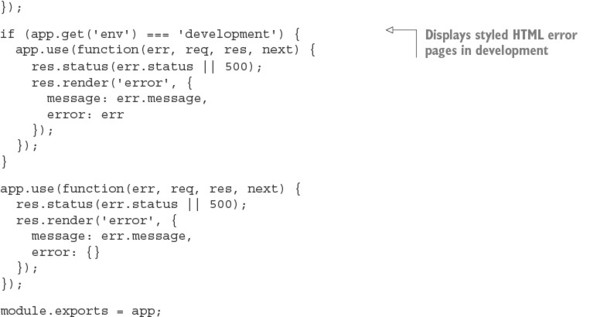 });
if (app.get('env') === 'development') {
Displays styled HTML error
pages in development
  app.use(function(err, req, res, next) {
    res.status(err.status || 500);
    res.render('error', {
      message: err.message,
      error: err
    });
  });
}
app.use(function(err, req, res, next) {
  res.status(err.status || 500);
  res.render('error', {
    message: err.message,
    error: {}
  });
});
module.exports = app;